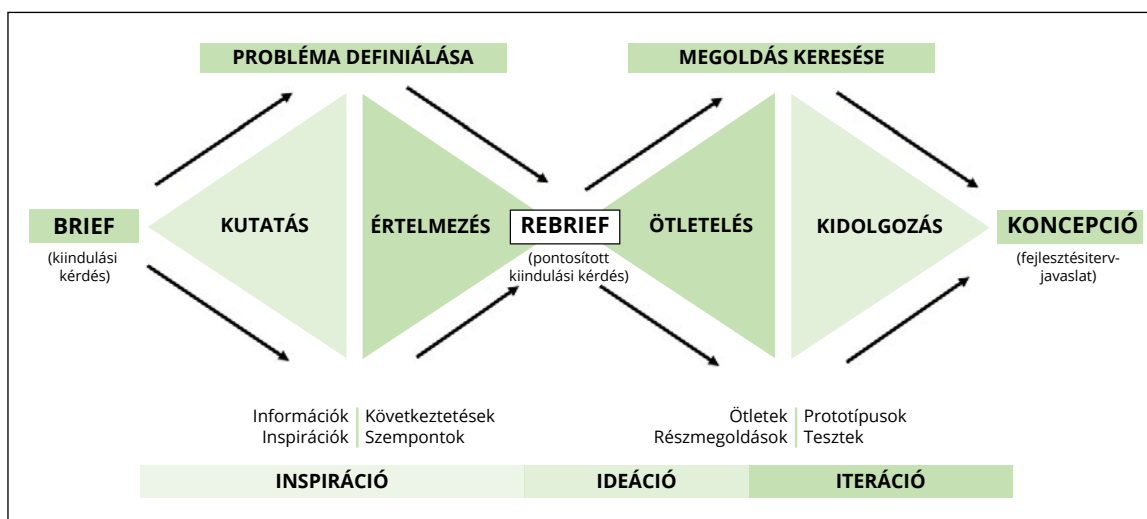 PROBLÉMA DEFINIÁLÁSA
MEGOLDÁS KERESÉSE
BRIEF
(kiindulási
kérdés)
KUTATÁS
ÉRTELMEZÉS
REBRIEF
(pontosított
kiindulási kérdés)
ÖTLETELÉS
KIDOLGOZÁS
KONCEPCIÓ
(fejlesztésiterv-
javaslat)
Információk
Inspirációk
Következtetések
Szempontok
Ötletek
Részmegoldások
Prototípusok
Tesztek
INSPIRÁCIÓ
IDEÁCIÓ
ITERÁCIÓ